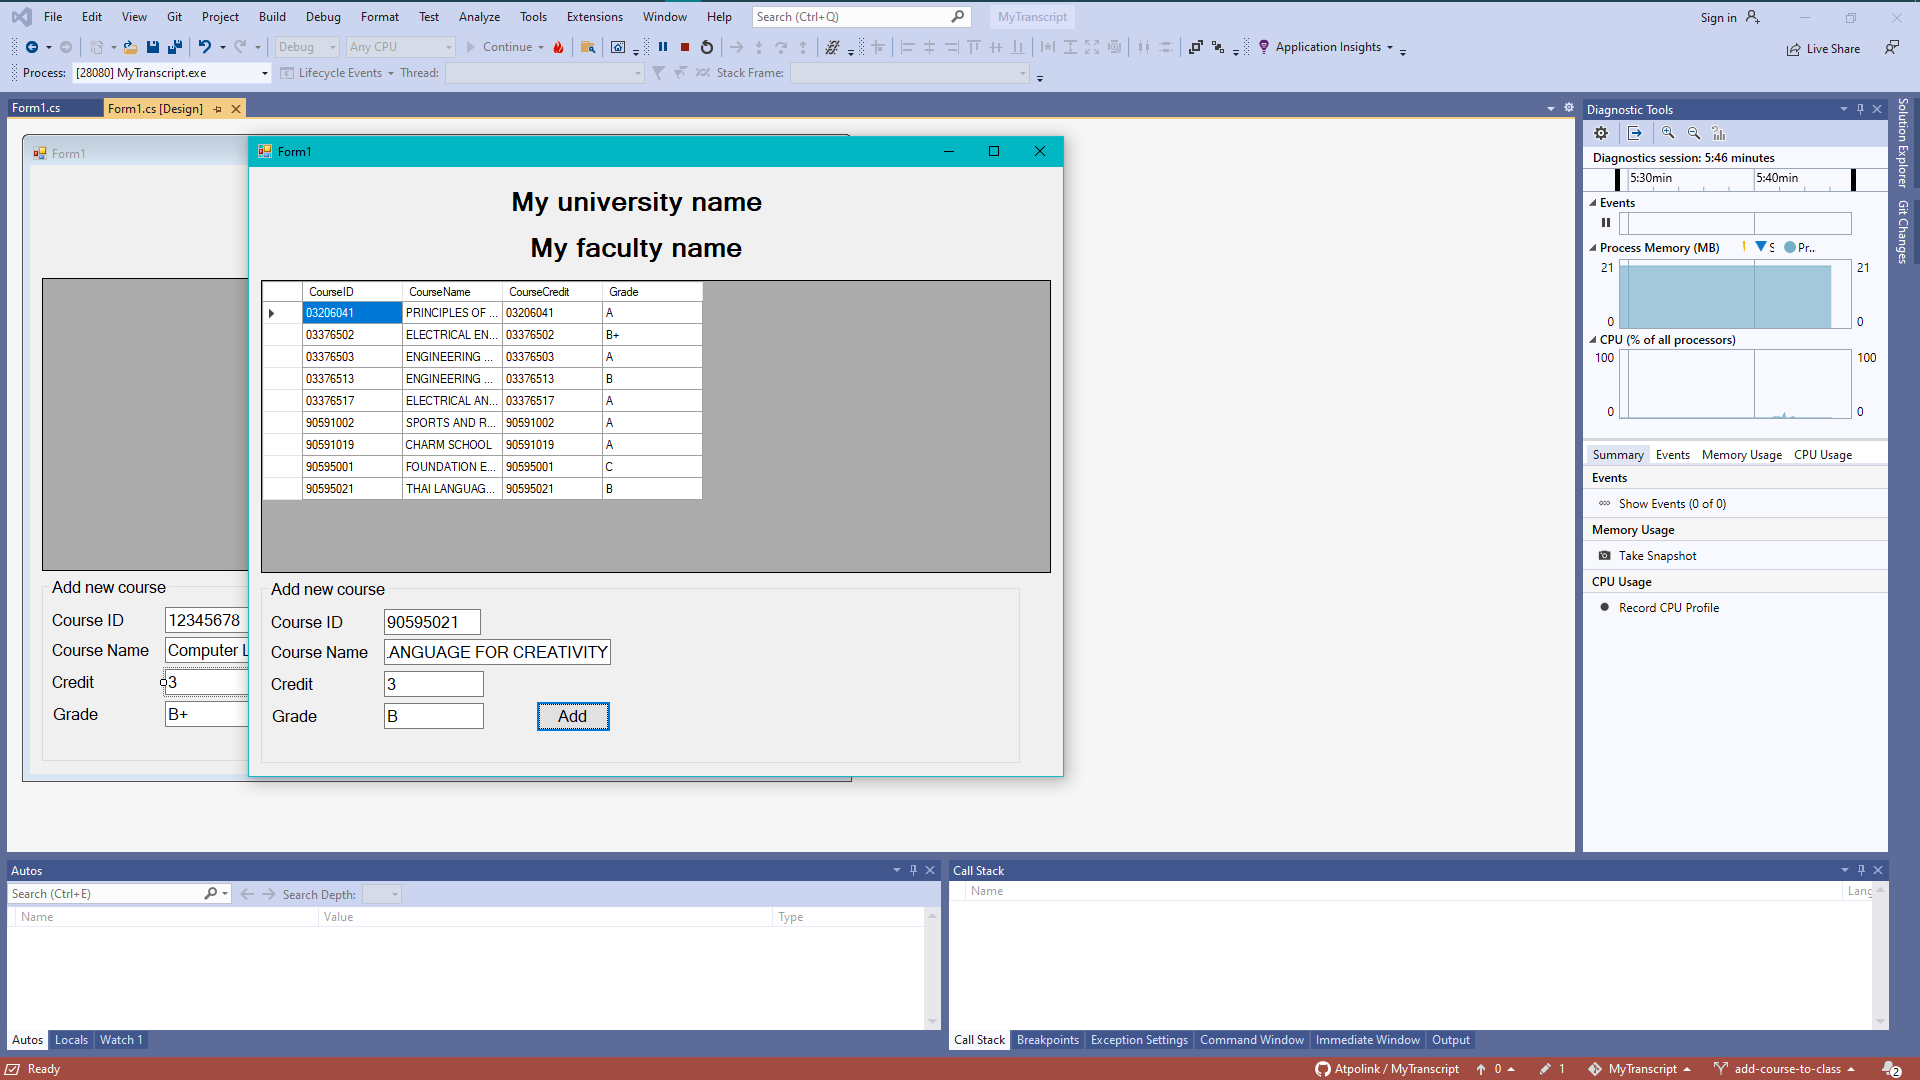 File Edit View Git Project Build Debug Format Test Analyze Tools Extensions Window Help Search (Ctrl+Q) MyTranscript Sign in
Debug Any CPU Continue Application Insights Live Share
Process: [28080] MyTranscript.exe Lifecycle Events Thread: Stack Frame:
Form1.cs Form1.cs [Design]
Form1
Add new course
Course ID 12345678
Course Name Computer L
Credit 3
Grade B+
Form1
My university name
My faculty name
CourseID CourseName CourseCredit Grade
03206041 PRINCIPLES OF ... 03206041 A
03376502 ELECTRICAL EN... 03376502 B+
03376503 ENGINEERING ... 03376503 A
03376513 ENGINEERING ... 03376513 B
03376517 ELECTRICAL AN... 03376517 A
90591002 SPORTS AND R... 90591002 A
90591019 CHARM SCHOOL 90591019 A
90595001 FOUNDATION E... 90595001 C
90595021 THAI LANGUAG... 90595021 B
Add new course
Course ID 90595021
Course Name LANGUAGE FOR CREATIVITY
Credit 3
Grade B Add
Diagnostic Tools
Diagnostics session: 5:46 minutes
5:30min 5:40min
Events
Process Memory (MB) S Pr...
21 21
0 0
CPU (% of all processors)
100 100
0 0
Summary Events Memory Usage CPU Usage
Events
Show Events (0 of 0)
Memory Usage
Take Snapshot
CPU Usage
Record CPU Profile
Solution Explorer
Git Changes
Autos
Search (Ctrl+E) Search Depth:
Name Value Type
Autos Locals Watch 1
Call Stack
Name Lang
Call Stack Breakpoints Exception Settings Command Window Immediate Window Output
Ready Atpolink / MyTranscript 0 1 MyTranscript add-course-to-class 2